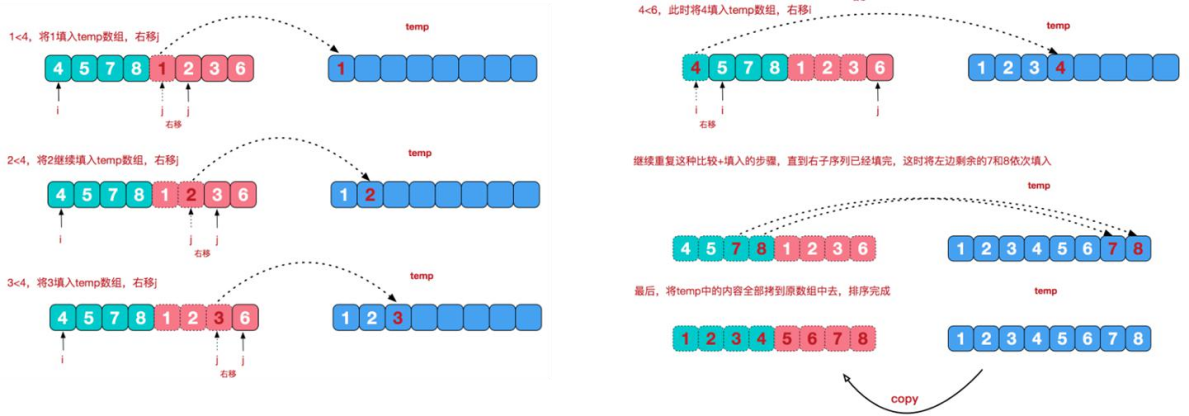 1<4，将1填入temp数组，右移j
temp
4 5 7 8 1 2 3 6
1
i j j
右移
2<4，将2继续填入temp数组，右移j
temp
4 5 7 8 1 2 3 6
1 2
i j j
右移
3<4，将3填入temp数组，右移j
temp
4 5 7 8 1 2 3 6
1 2 3
i j j
右移
4<6，此时将4填入temp数组，右移i
temp
4 5 7 8 1 2 3 6
1 2 3 4
i i j
右移
继续重复这种比较+填入的步骤，直到右子序列已经填完，这时将左边剩余的7和8依次填入
temp
4 5 7 8 1 2 3 6
1 2 3 4 5 6 7 8
最后，将temp中的内容全部拷到原数组中去，排序完成
temp
1 2 3 4 5 6 7 8
1 2 3 4 5 6 7 8
copy